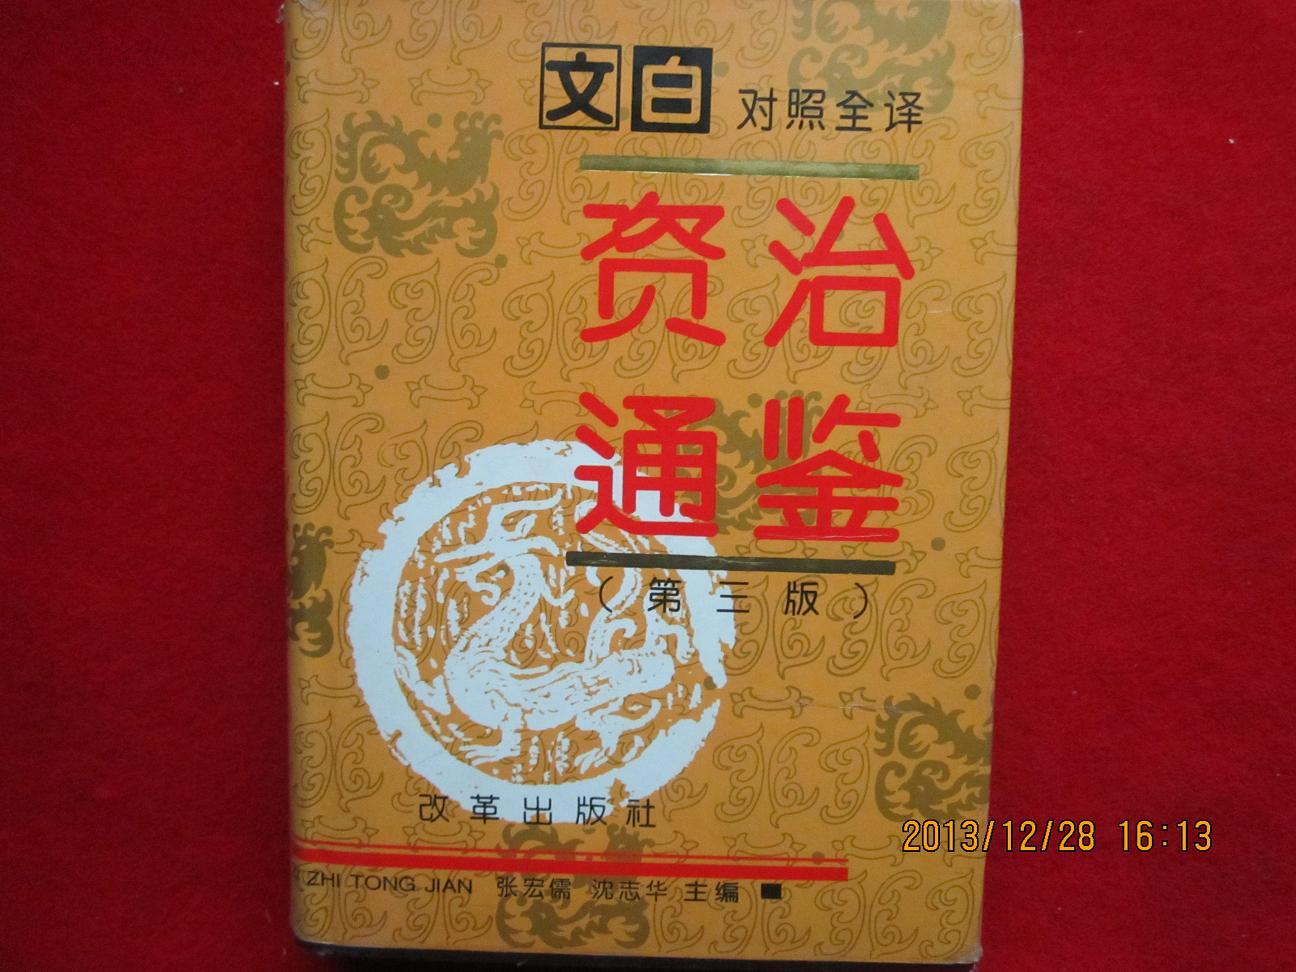 文白 对照全译
资治
通鉴
(第三版)
改革出版社
ZHI TONG JIAN 张宏儒 沈志华 主编
2013/12/28 16:13